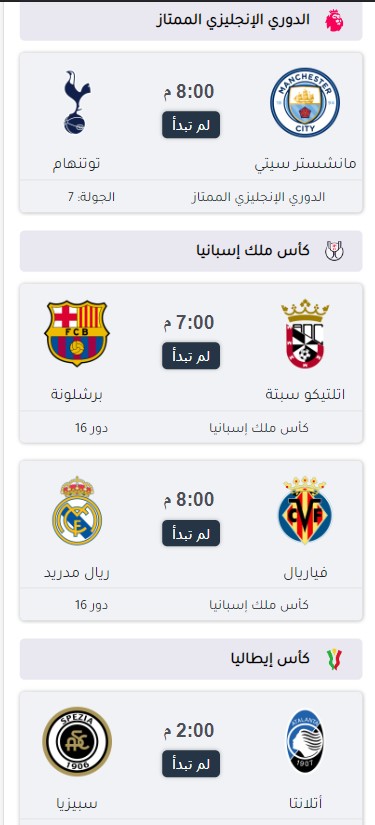 الدوري الإنجليزي الممتاز
MANCHESTER
CITY
8:00 م
لم تبدأ
مانشستر سيتي
توتنهام
الدوري الإنجليزي الممتاز
الجولة: 7
كأس ملك إسبانيا
7:00 م
FCB
لم تبدأ
اتلتيكو سبتة
برشلونة
كأس ملك إسبانيا
دور 16
8:00 م
لم تبدأ
فياريال
ريال مدريد
كأس ملك إسبانيا
دور 16
كأس إيطاليا
ATALANTA
1907
2:00 م
SPEZIA
1906
لم تبدأ
أتلانتا
سبيزيا